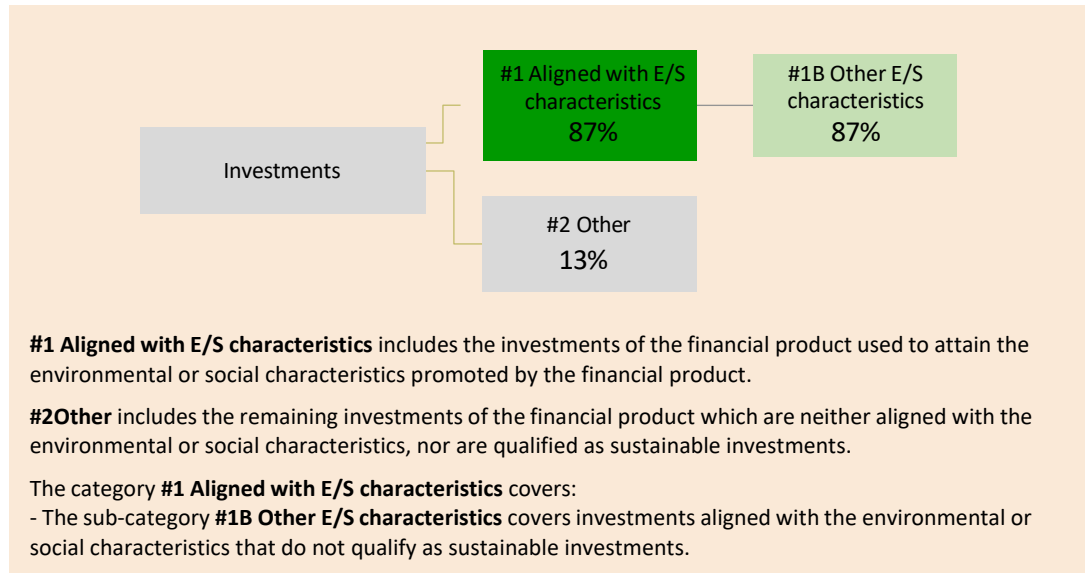 #1 Aligned with E/S
characteristics
87%
#1B Other E/S
characteristics
87%
Investments
#2 Other
13%
#1 Aligned with E/S characteristics includes the investments of the financial product used to attain the
environmental or social characteristics promoted by the financial product.
#2Other includes the remaining investments of the financial product which are neither aligned with the
environmental or social characteristics, nor are qualified as sustainable investments.
The category #1 Aligned with E/S characteristics covers:
- The sub-category #1B Other E/S characteristics covers investments aligned with the environmental or
social characteristics that do not qualify as sustainable investments.